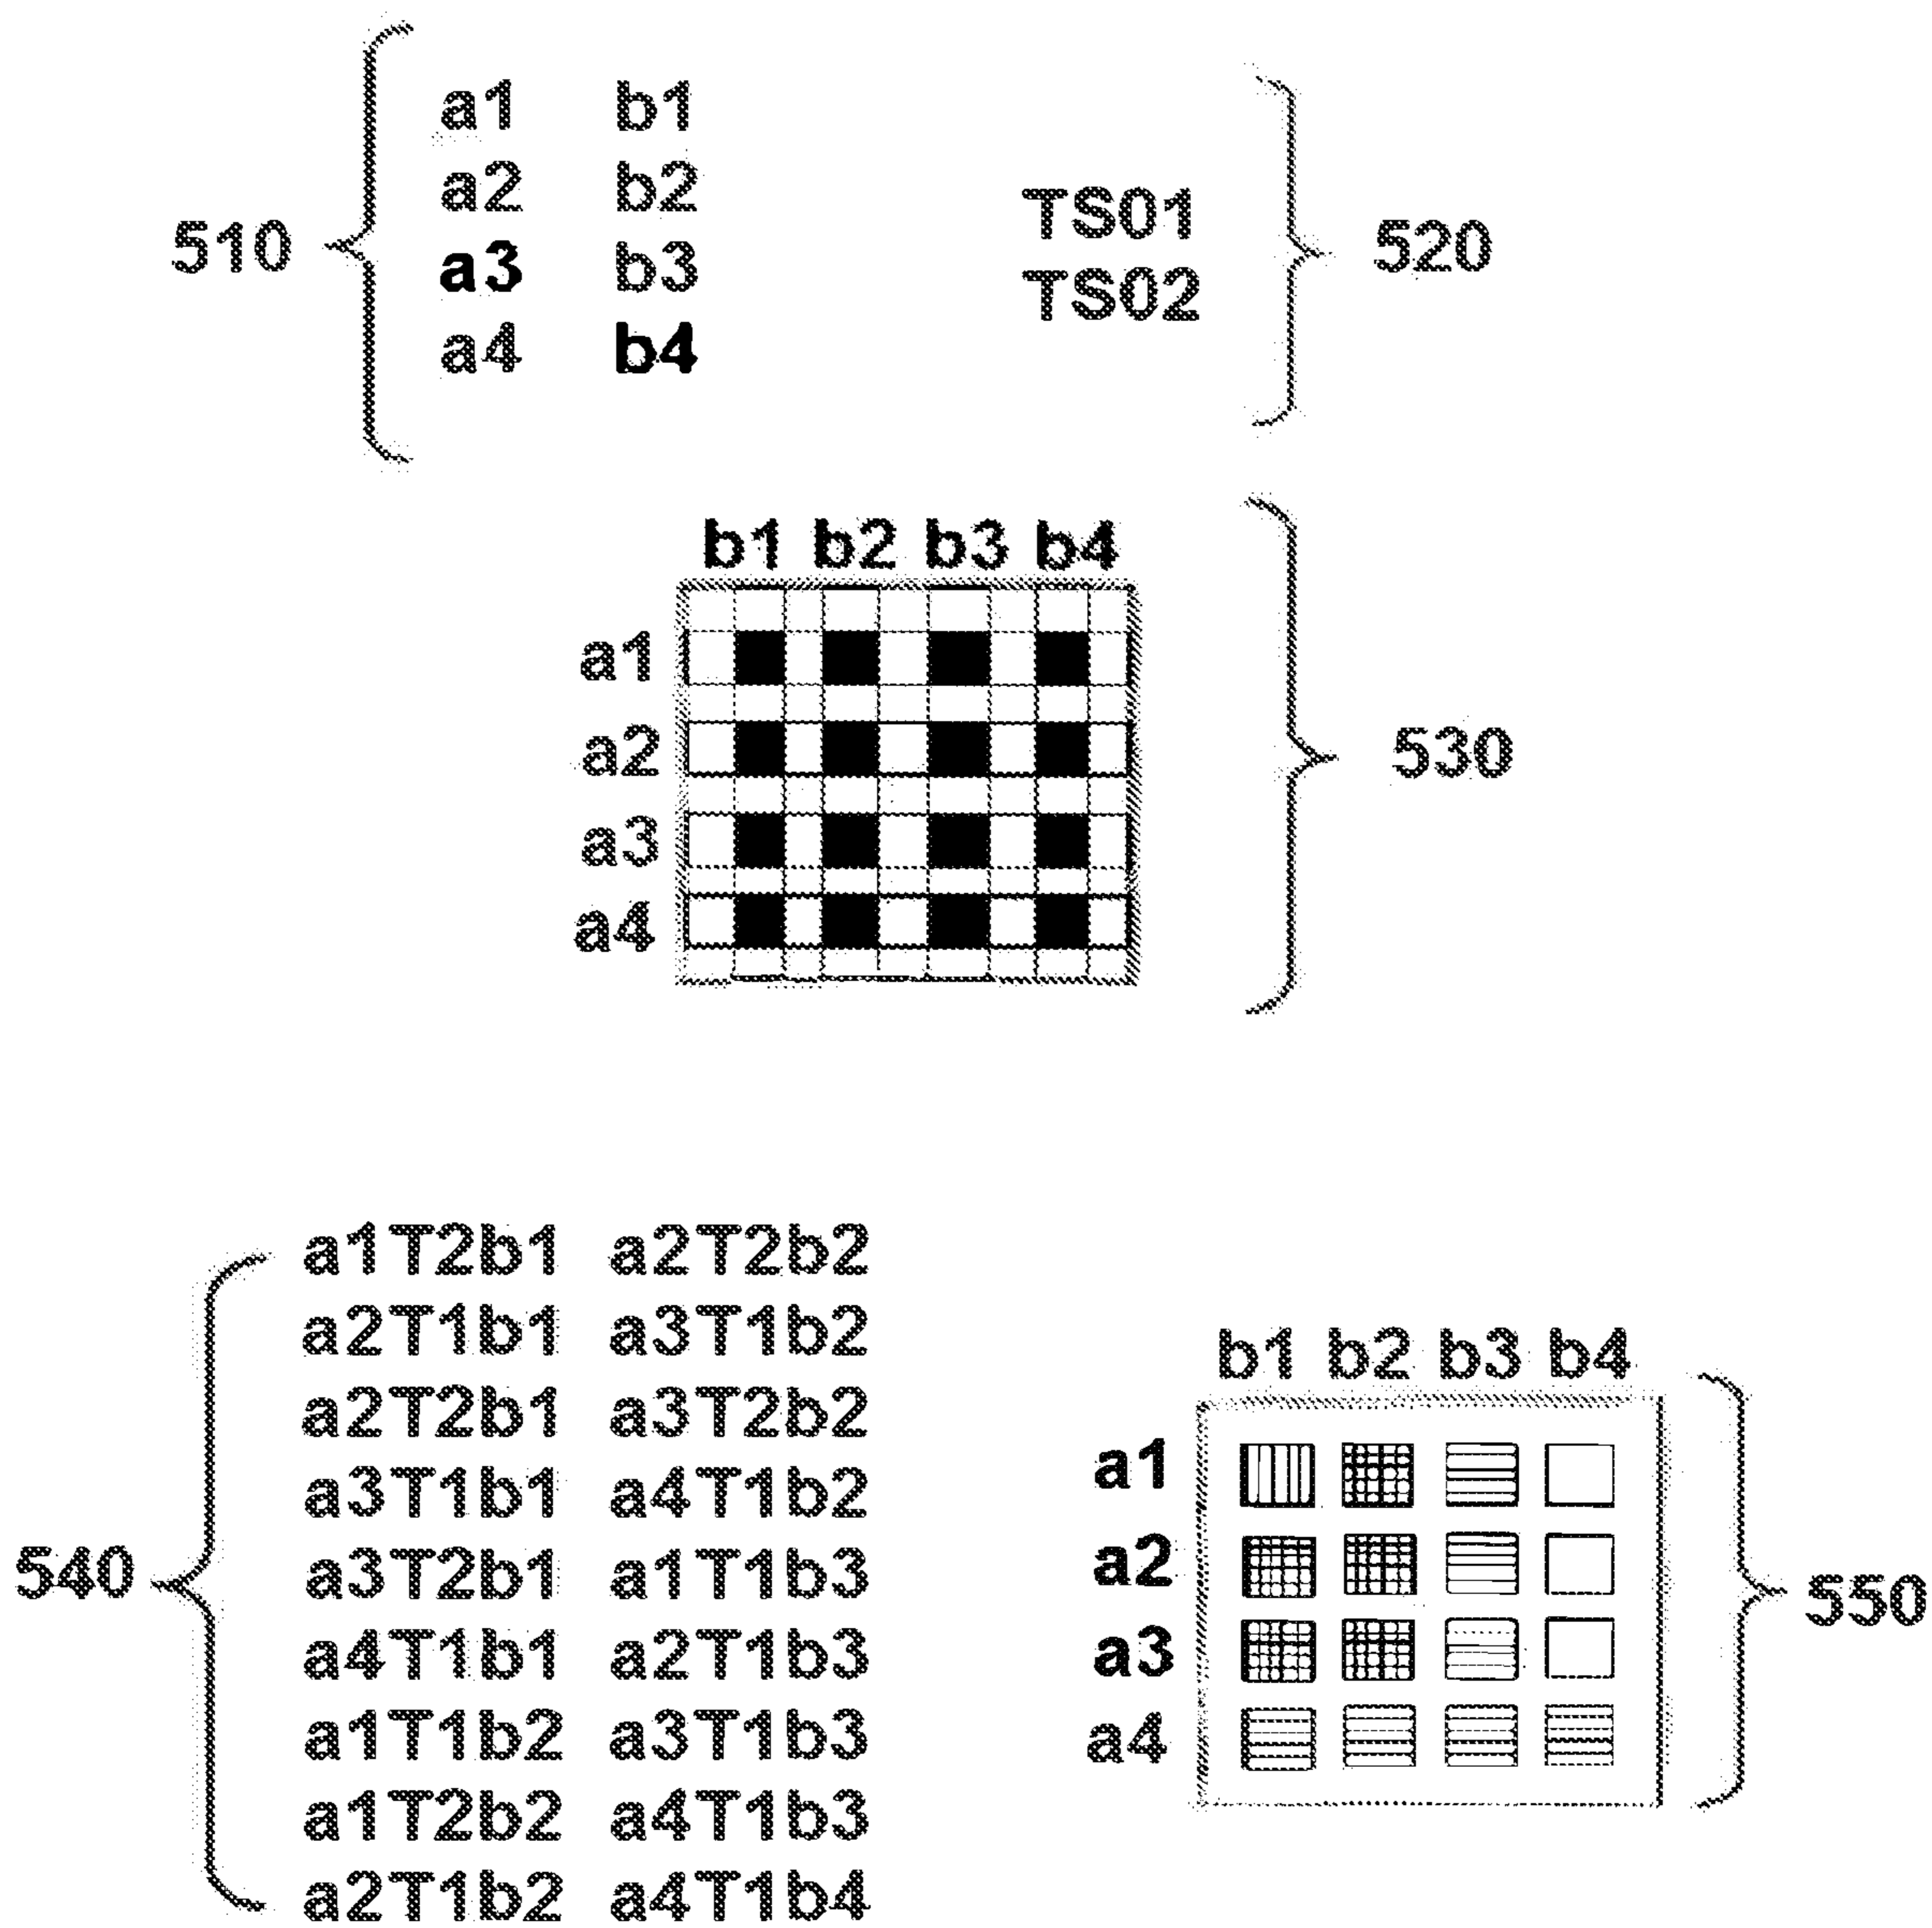 a1 b1
a2 b2
a3 b3
a4 b4
510
TS01
TS02
520
b1 b2 b3 b4
a1
a2
a3
a4
530
540
a1T2b1 a2T2b2
a2T1b1 a3T1b2
a2T2b1 a3T2b2
a3T1b1 a4T1b2
a3T2b1 a1T1b3
a4T1b1 a2T1b3
a1T1b2 a3T1b3
a1T2b2 a4T1b3
a2T1b2 a4T1b4
b1 b2 b3 b4
a1
a2
a3
a4
550